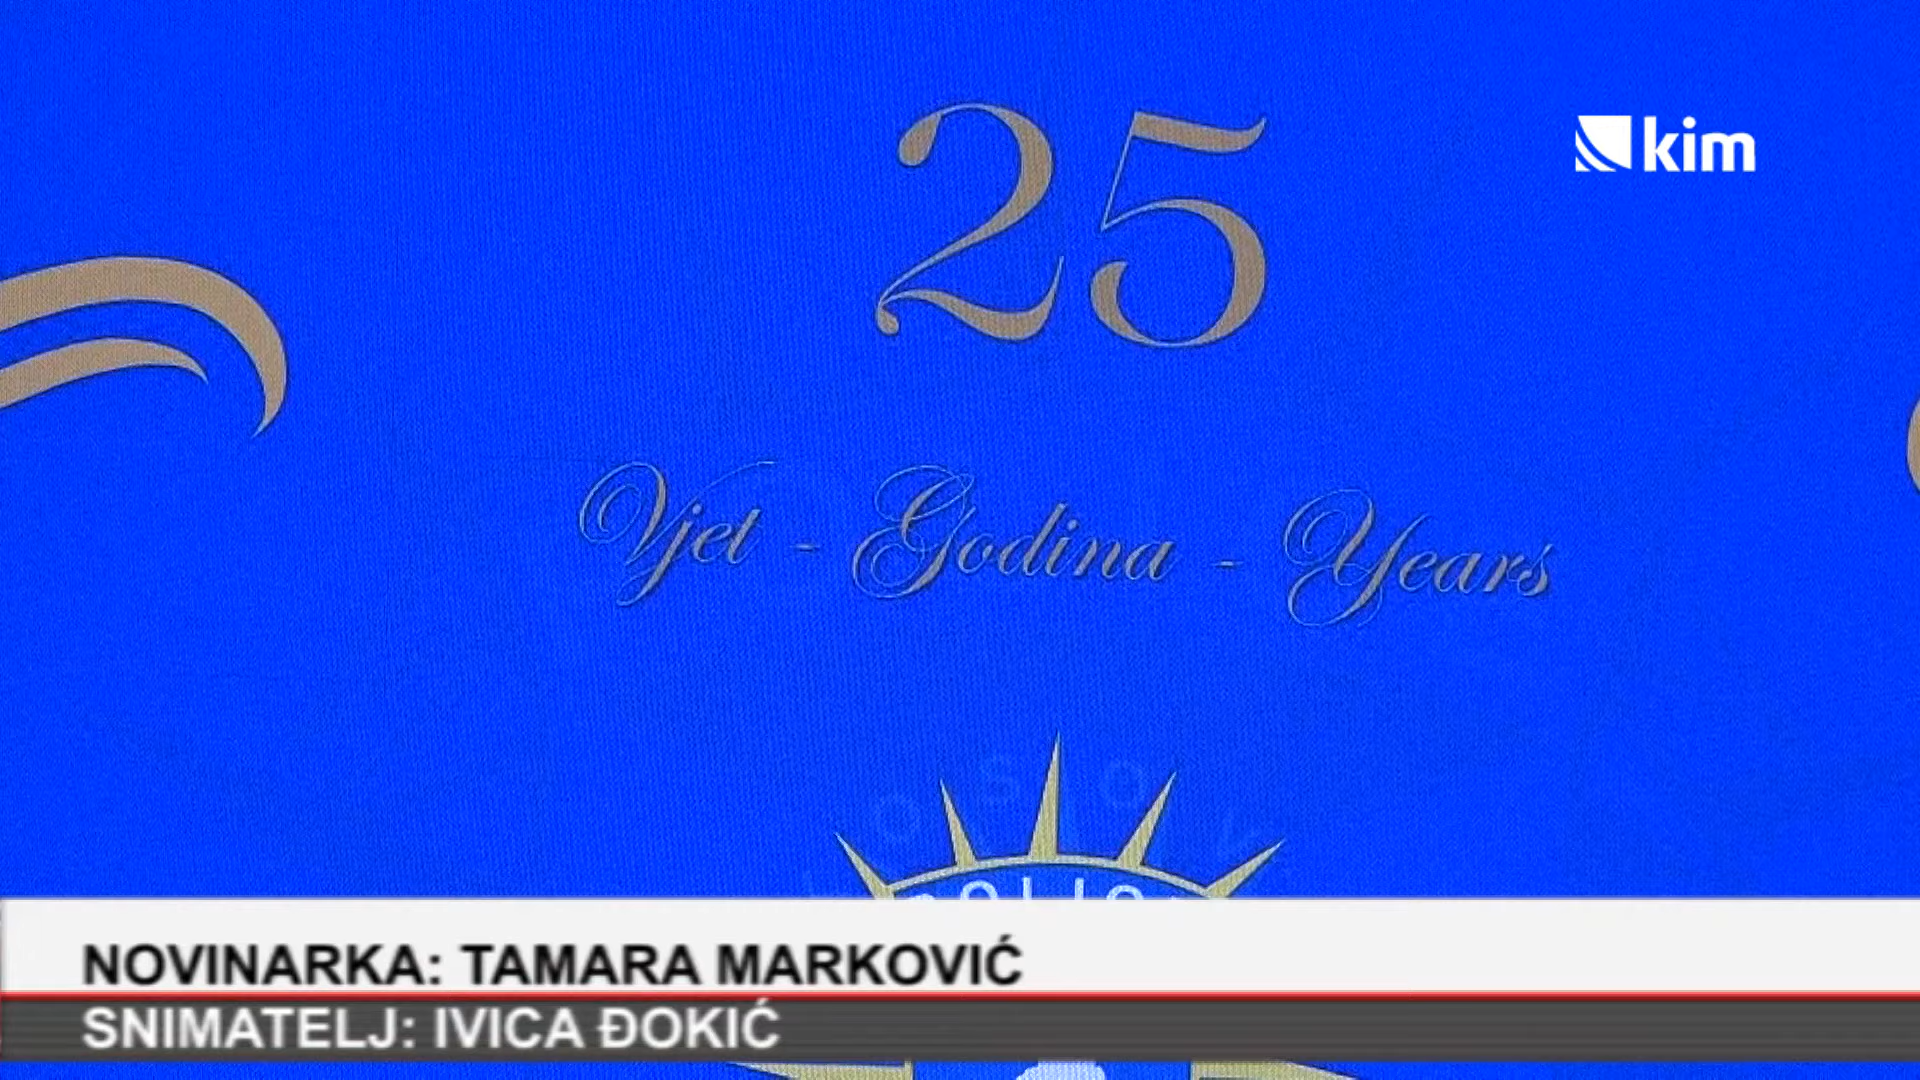 25
kim
Vjet - Godina - Years
NOVINARKA: TAMARA MARKOVIĆ
SNIMATELJ: IVICA ĐOKIĆ